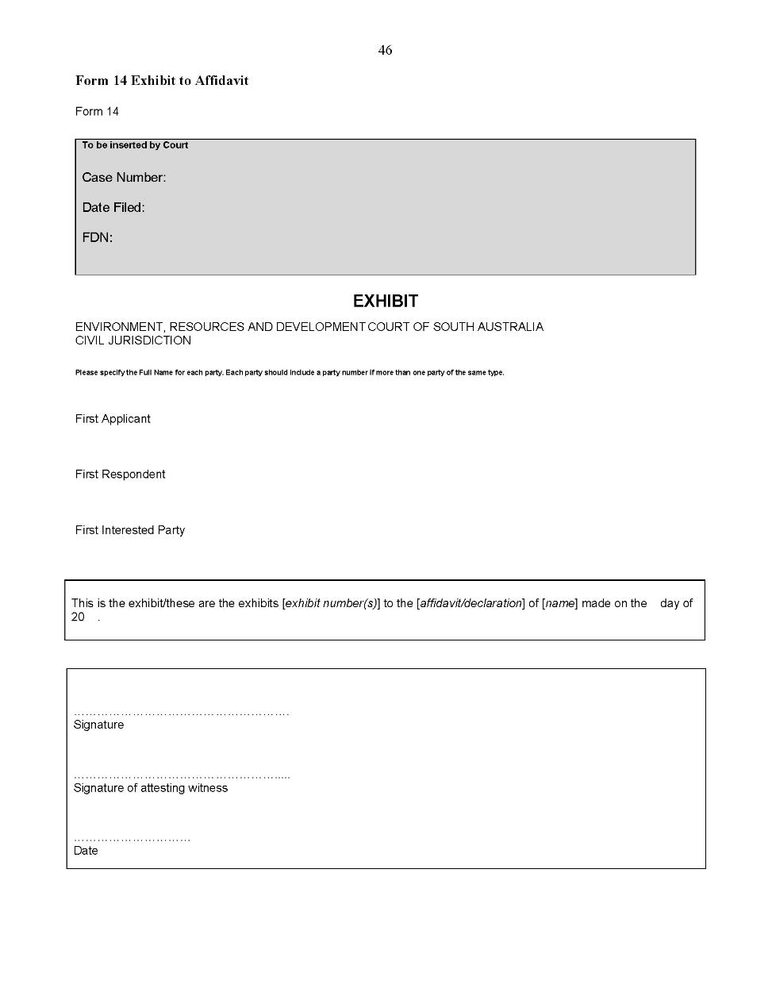 46
Form 14 Exhibit to Affidavit
Form 14
To be inserted by Court
Case Number:
Date Filed:
FDN:
EXHIBIT
ENVIRONMENT, RESOURCES AND DEVELOPMENT COURT OF SOUTH AUSTRALIA
CIVIL JURISDICTION
Please specify the Full Name for each party. Each party should include a party number if more than one party of the same type.
First Applicant
First Respondent
First Interested Party
This is the exhibit/these are the exhibits [exhibit number(s)] to the [affidavit/declaration] of [name] made on the    day of
20    .
……………………………………………….
Signature
……………………………………………....
Signature of attesting witness
…………………………
Date